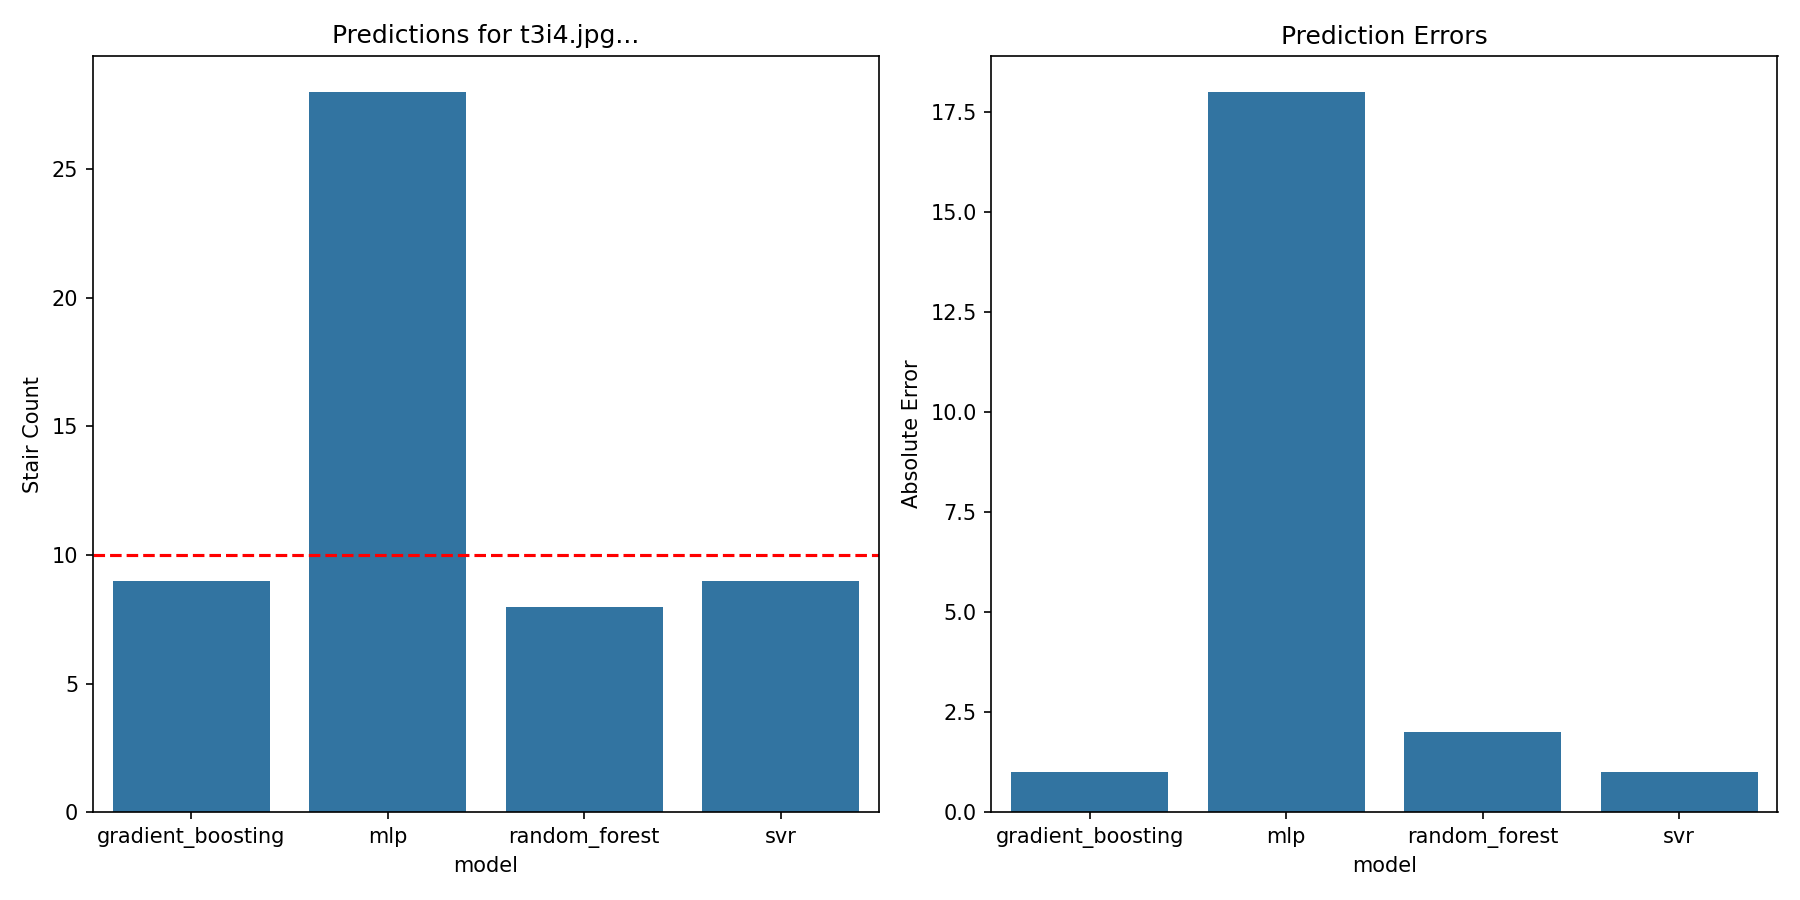 Predictions for t3i4.jpg...
Stair Count
25
20
15
10
5
0
gradient_boosting mlp random_forest svr
model
Prediction Errors
Absolute Error
17.5
15.0
12.5
10.0
7.5
5.0
2.5
0.0
gradient_boosting mlp random_forest svr
model